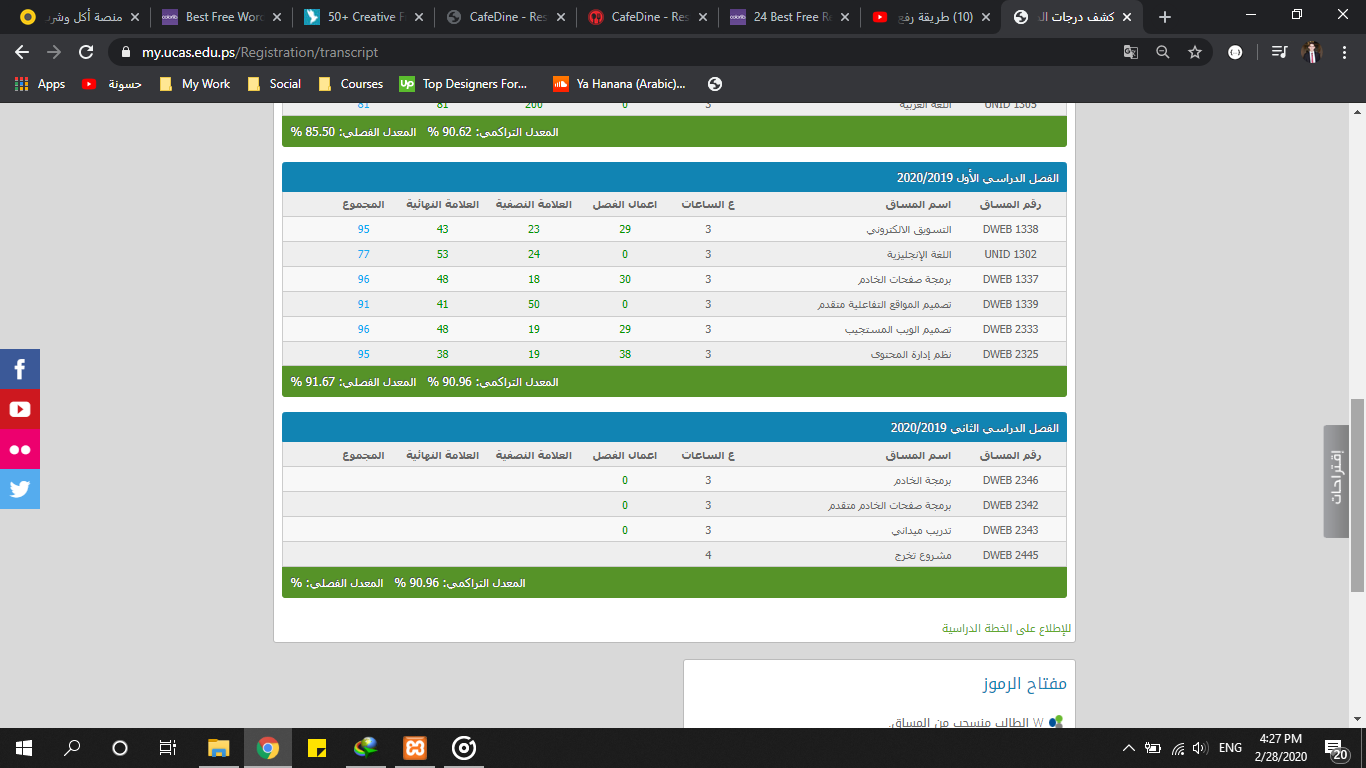 منصة أكل وشرب
Best Free Word
50+ Creative F
CafeDine - Res
CafeDine - Res
24 Best Free Re
(10) طريقة رفع
كشف درجات ال
my.ucas.edu.ps/Registration/transcript
Apps حسونة My Work Social Courses Up Top Designers For... Ya Hanana (Arabic)...
UNID 1305 اللغة العربية 3 0 200 81 81
المعدل التراكمي: 90.62 % المعدل الفصلي: 85.50 %
الفصل الدراسي الأول 2020/2019
رقم المساق اسم المساق ع الساعات اعمال الفصل العلامة النصفية العلامة النهائية المجموع
DWEB 1338 التسويق الالكتروني 3 29 23 43 95
UNID 1302 اللغة الإنجليزية 3 0 24 53 77
DWEB 1337 برمجة صفحات الخادم 3 30 18 48 96
DWEB 1339 تصميم المواقع التفاعلية متقدم 3 0 50 41 91
DWEB 2333 تصميم الويب المستجيب 3 29 19 48 96
DWEB 2325 نظم إدارة المحتوى 3 38 19 38 95
المعدل التراكمي: 90.96 % المعدل الفصلي: 91.67 %
الفصل الدراسي الثاني 2020/2019
رقم المساق اسم المساق ع الساعات اعمال الفصل العلامة النصفية العلامة النهائية المجموع
DWEB 2346 برمجة الخادم 3 0
DWEB 2342 برمجة صفحات الخادم متقدم 3 0
DWEB 2343 تدريب ميداني 3 0
DWEB 2445 مشروع تخرج 4
المعدل التراكمي: 90.96 % المعدل الفصلي: %
للإطلاع على الخطة الدراسية
إقتراحات
مفتاح الرموز
W الطالب منسحب من المساق.
ENG
4:27 PM
2/28/2020
20